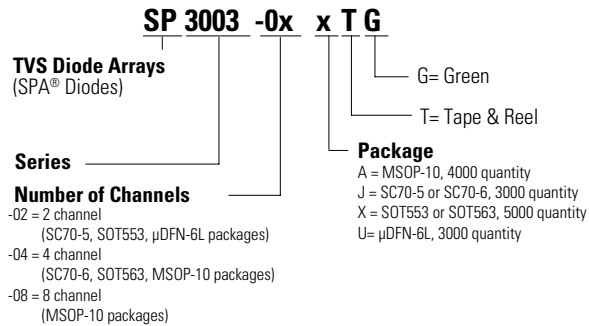 SP 3003 -0x x T G
TVS Diode Arrays
(SPA® Diodes)
G= Green
T= Tape & Reel
Series
Package
A = MSOP-10, 4000 quantity
J = SC70-5 or SC70-6, 3000 quantity
X = SOT553 or SOT563, 5000 quantity
U= µDFN-6L, 3000 quantity
Number of Channels
-02 = 2 channel
(SC70-5, SOT553, µDFN-6L packages)
-04 = 4 channel
(SC70-6, SOT563, MSOP-10 packages)
-08 = 8 channel
(MSOP-10 packages)